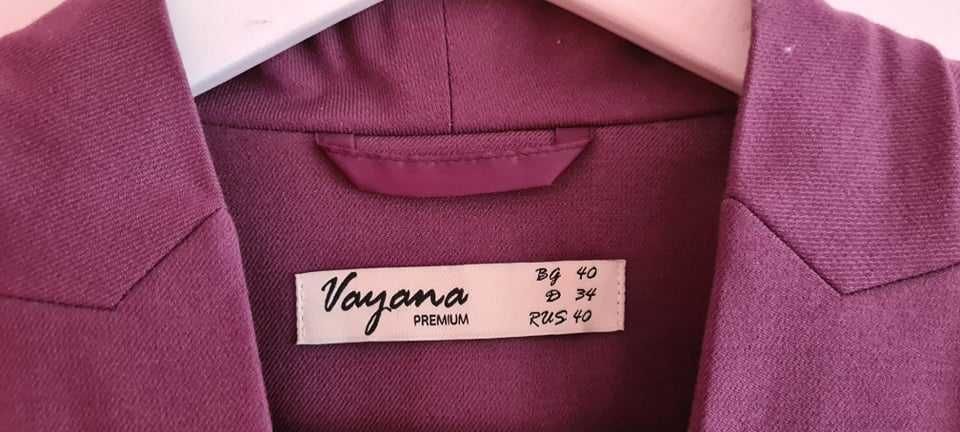 Vayana
PREMIUM
BG 40
D 34
RUS 40